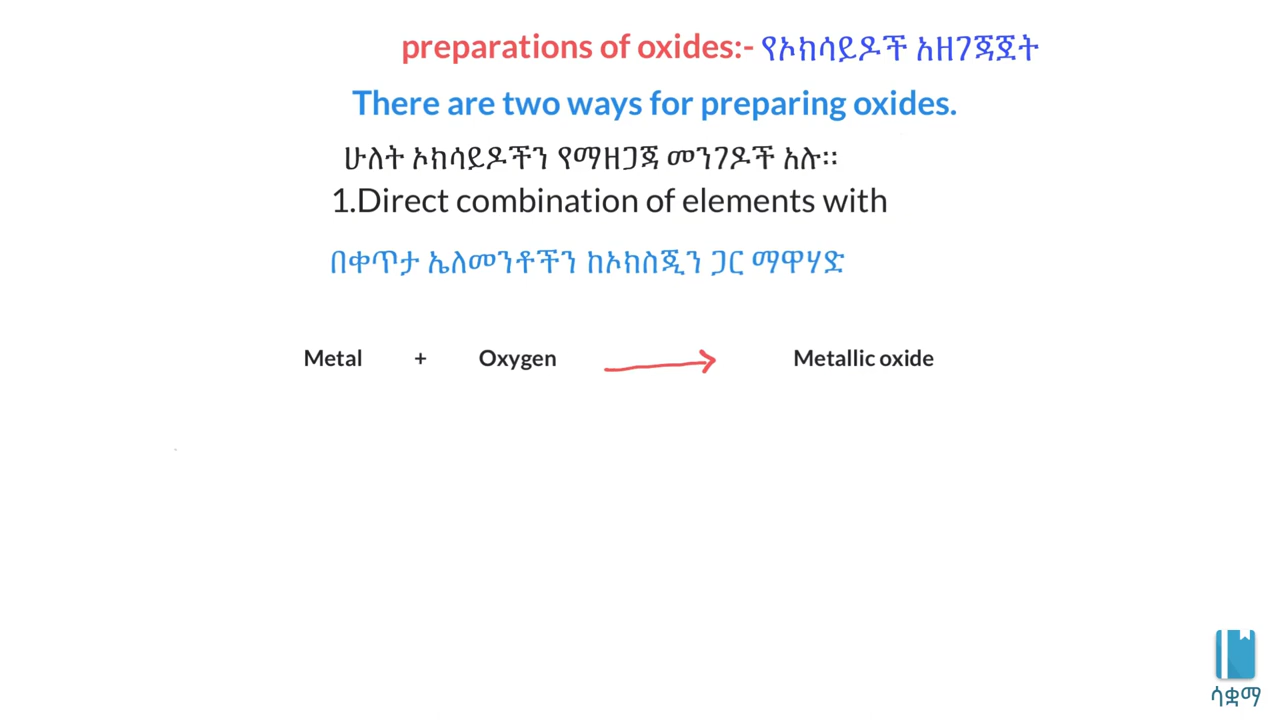 preparations of oxides:- የኦክሳይዶች አዘገጃጀት
There are two ways for preparing oxides.
ሁለት ኦክሳይዶችን የማዘጋጃ መንገዶች አሉ፡፡
1.Direct combination of elements with
በቀጥታ ኤለመንቶችን ከኦክስጂን ጋር ማዋሃድ
Metal + Oxygen → Metallic oxide
ሳቋማ